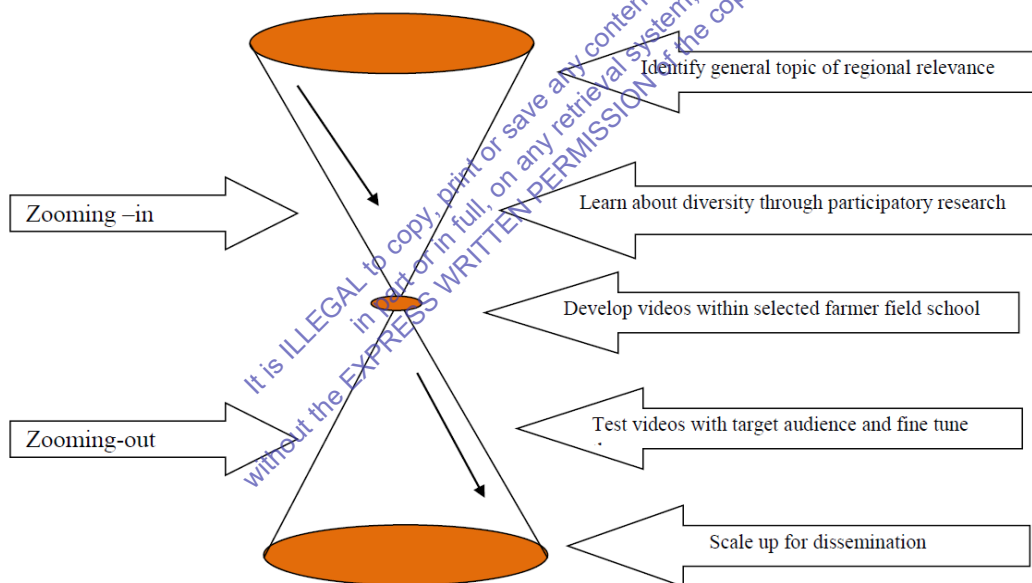 Identify general topic of regional relevance
Zooming –in
Learn about diversity through participatory research
Develop videos within selected farmer field school
Zooming-out
Test videos with target audience and fine tune
.
Scale up for dissemination
It is ILLEGAL to copy, print or save any conten
in part or in full, on any retrieval system,
without the EXPRESS WRITTEN PERMISSION of the cop